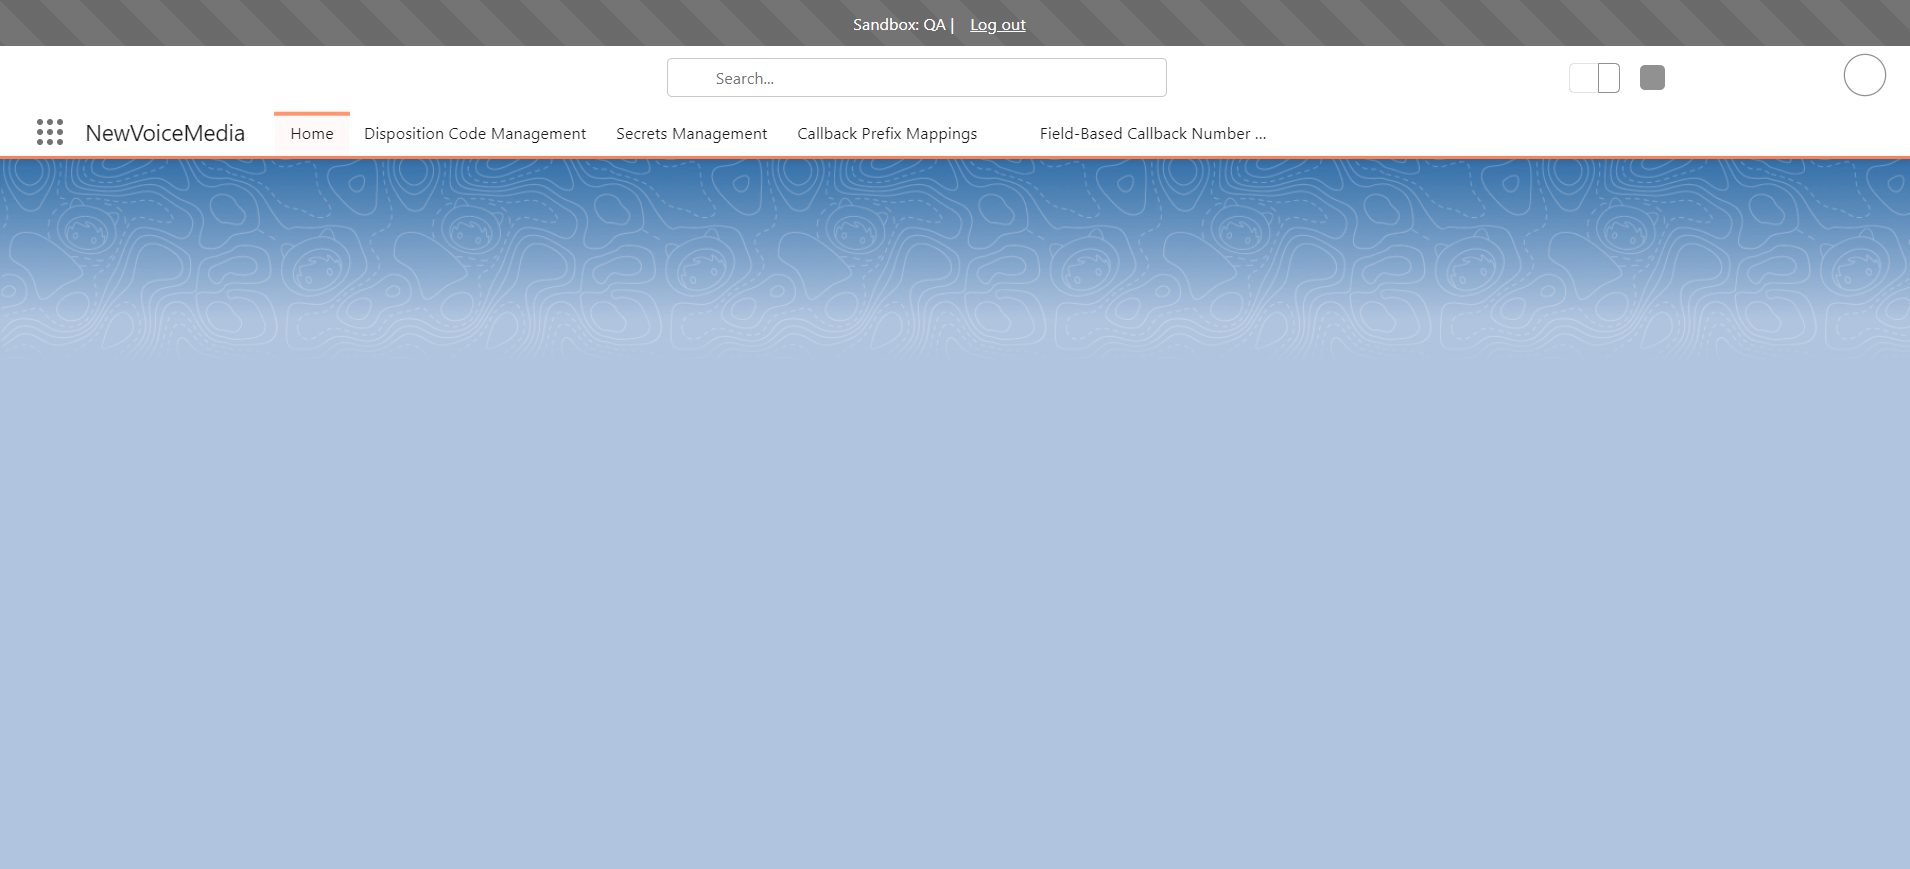 Sandbox: QA | Log out
Search...
NewVoiceMedia
Home
Disposition Code Management
Secrets Management
Callback Prefix Mappings
Field-Based Callback Number ...